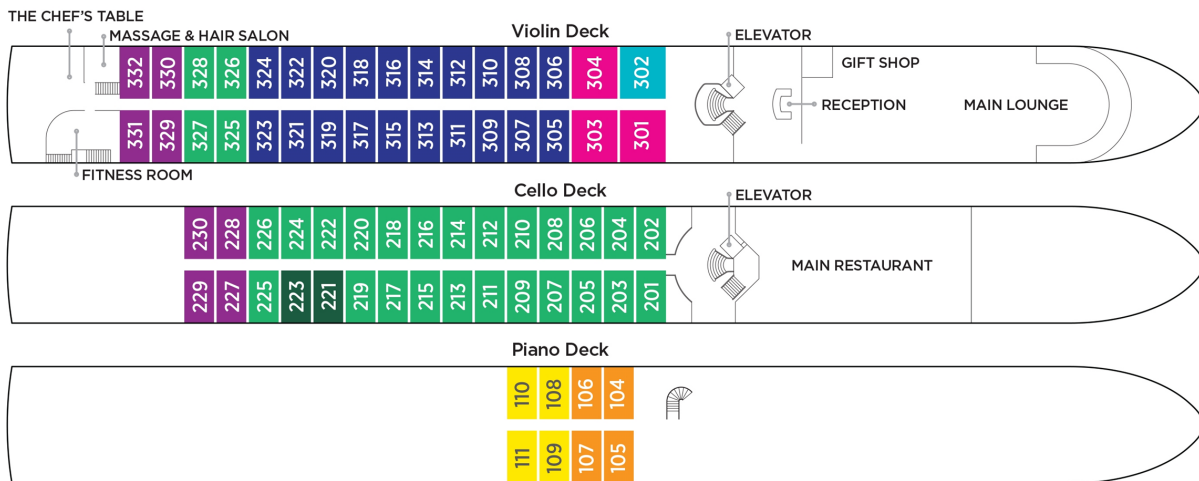 THE CHEF'S TABLE
MASSAGE & HAIR SALON
Violin Deck
ELEVATOR
GIFT SHOP
332 330 328 326 324 322 320 318 316 314 312 310 308 306 304 302
RECEPTION
MAIN LOUNGE
331 329 327 325 323 321 319 317 315 313 311 309 307 305 303 301
FITNESS ROOM
Cello Deck
ELEVATOR
230 228 226 224 222 220 218 216 214 212 210 208 206 204 202
MAIN RESTAURANT
229 227 225 223 221 219 217 215 213 211 209 207 205 203 201
Piano Deck
110 108 106 104
111 109 107 105